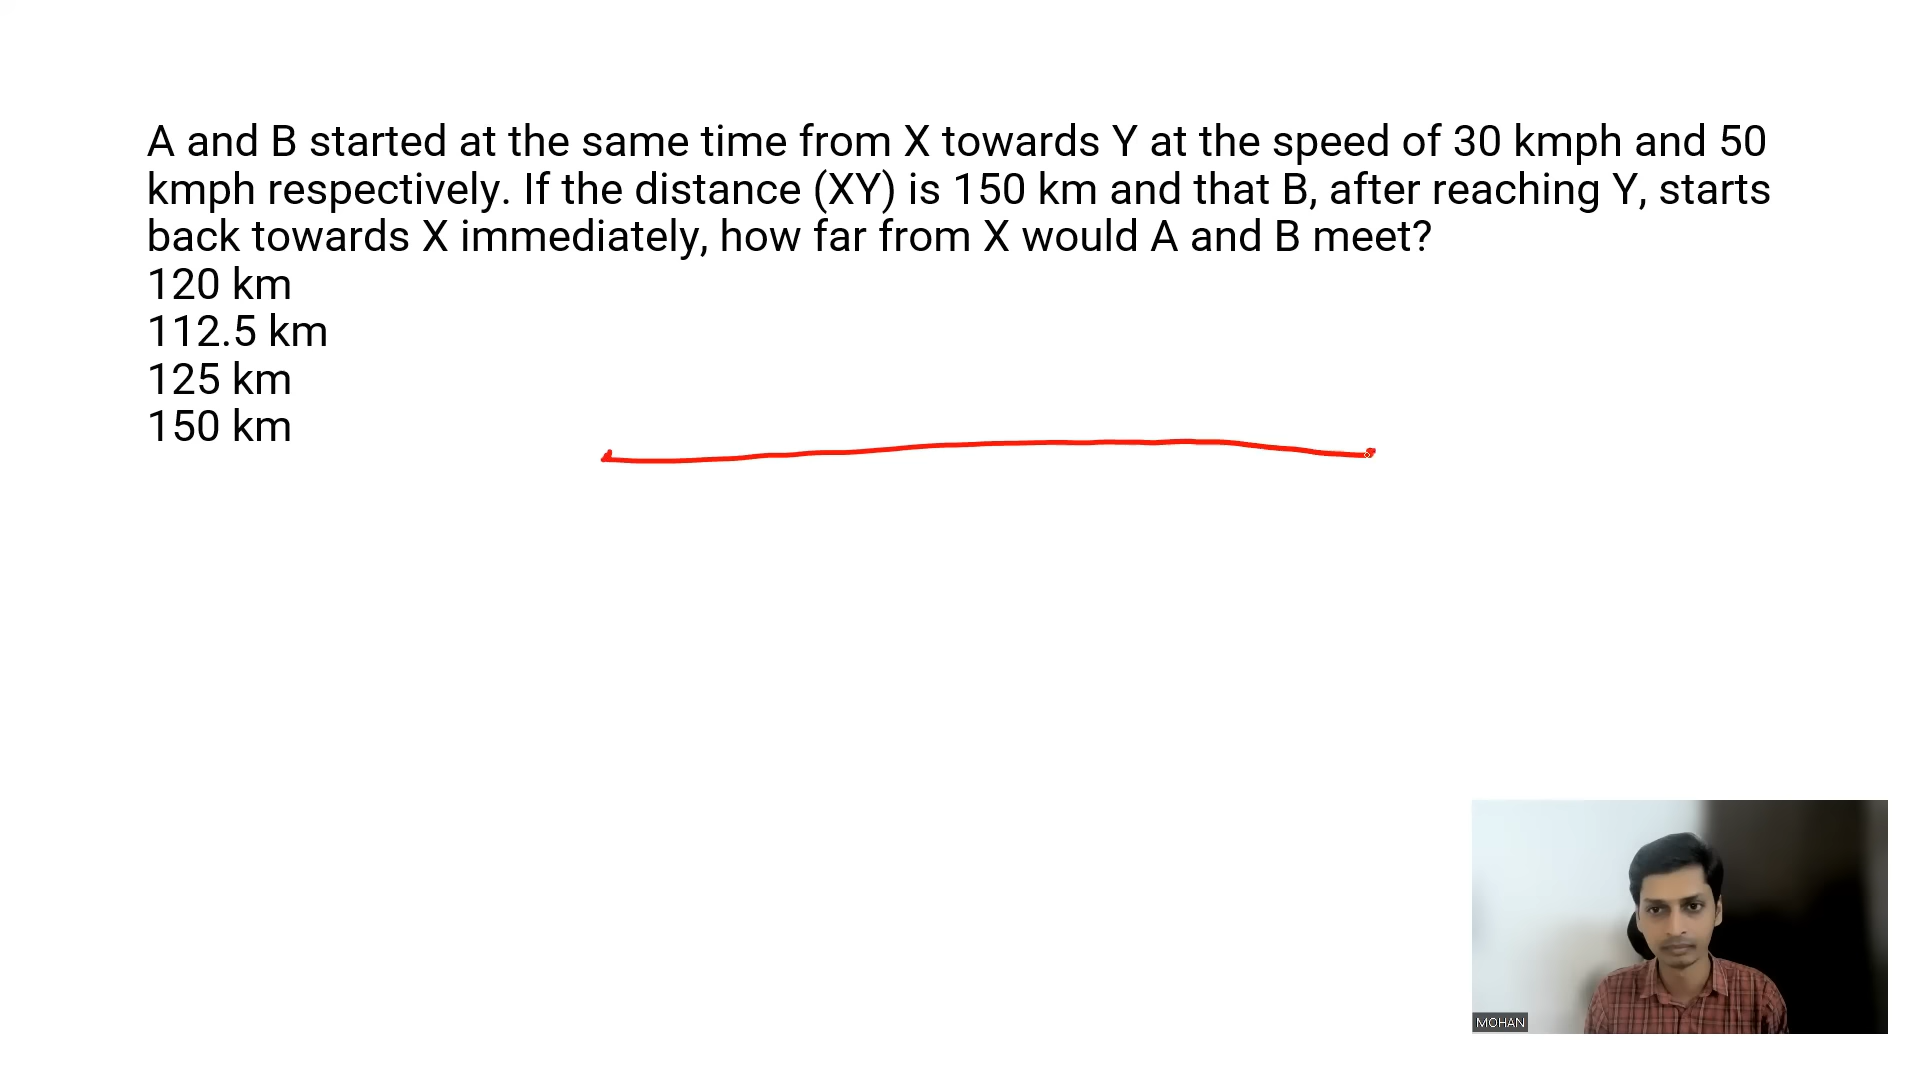 A and B started at the same time from X towards Y at the speed of 30 kmph and 50
kmph respectively. If the distance (XY) is 150 km and that B, after reaching Y, starts
back towards X immediately, how far from X would A and B meet?
120 km
112.5 km
125 km
150 km
MOHAN